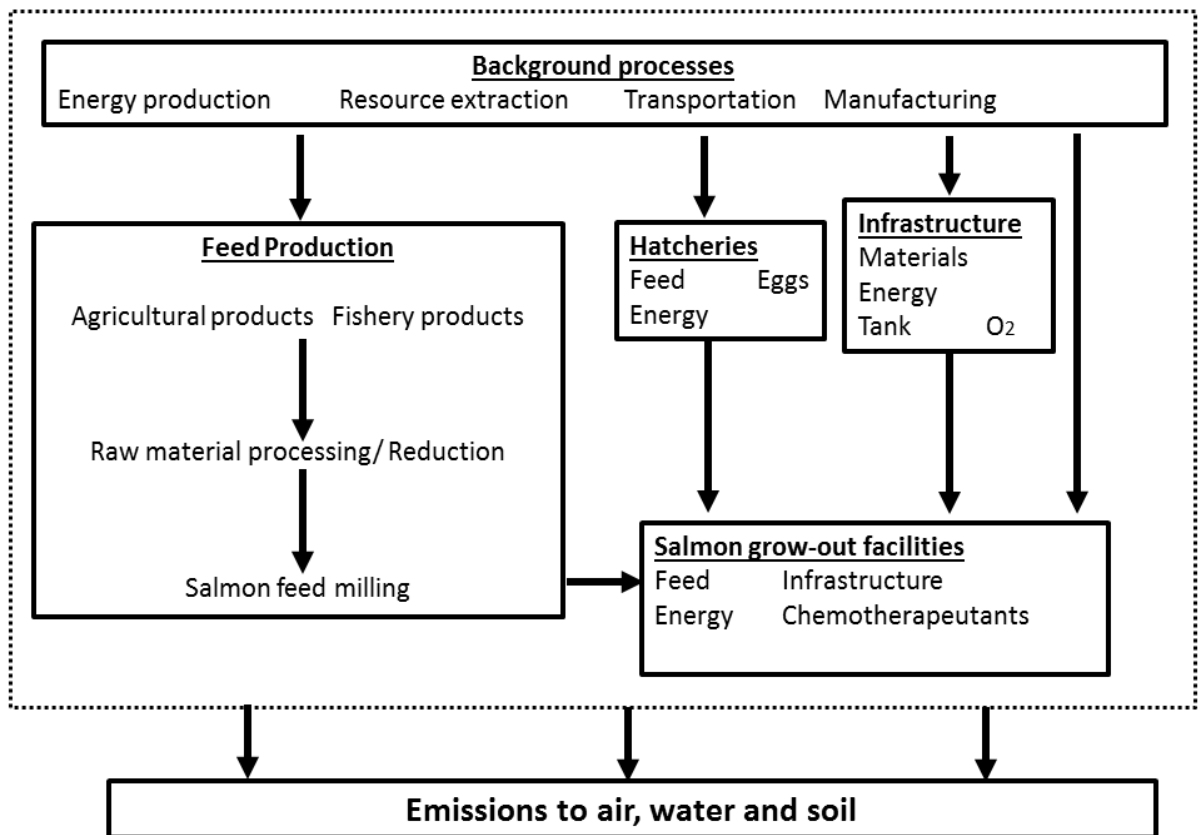 Background processes
Energy production Resource extraction Transportation Manufacturing
Feed Production
Agricultural products Fishery products
Raw material processing/ Reduction
Salmon feed milling
Hatcheries
Feed Eggs
Energy
Infrastructure
Materials
Energy
Tank O2
Salmon grow-out facilities
Feed Infrastructure
Energy Chemotherapeutants
Emissions to air, water and soil